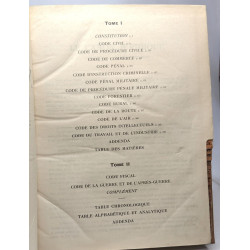 TOME I
CONSTITUTION
CODE CIVIL
CODE DE PROCÉDURE CIVILE
CODE DE COMMERCE
CODE PÉNAL
CODE D'INSTRUCTION CRIMINELLE
CODE PÉNAL MILITAIRE
CODE DE PROCÉDURE PÉNALE MILITAIRE
CODE FORESTIER
CODE RURAL
CODE DE LA ROUTE
CODE DE L'AIR
CODE DES DROITS INTELLECTUELS
CODE DU TRAVAIL ET DE L'INDUSTRIE
ADDENDA
TABLE DES MATIÈRES
TOME II
CODE FISCAL
CODE DE LA GUERRE ET DE L'APRÈS-GUERRE
COMPLÉMENT
TABLE CHRONOLOGIQUE
TABLE ALPHABÉTIQUE ET ANALYTIQUE
ADDENDA